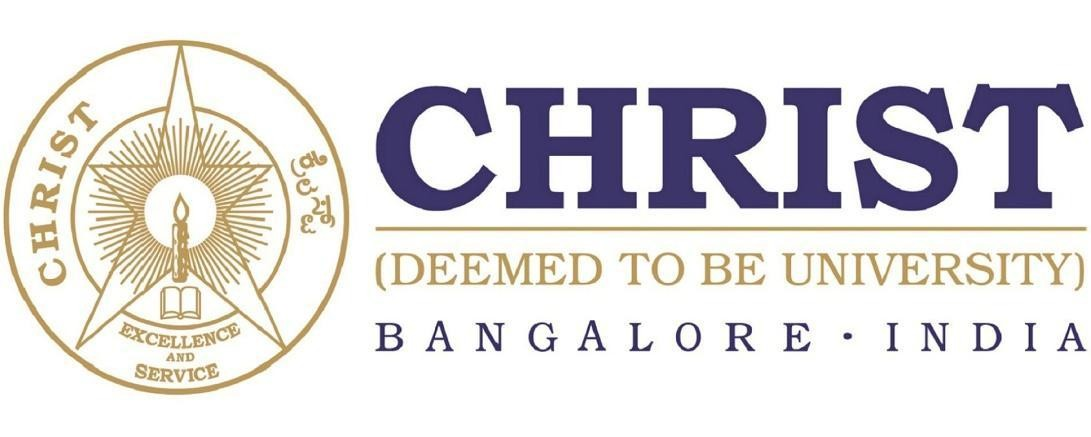 CHRIST
ಕ್ರೈಸ್ಟ್
EXCELLENCE
AND
SERVICE
CHRIST
(DEEMED TO BE UNIVERSITY)
BANGALORE · INDIA